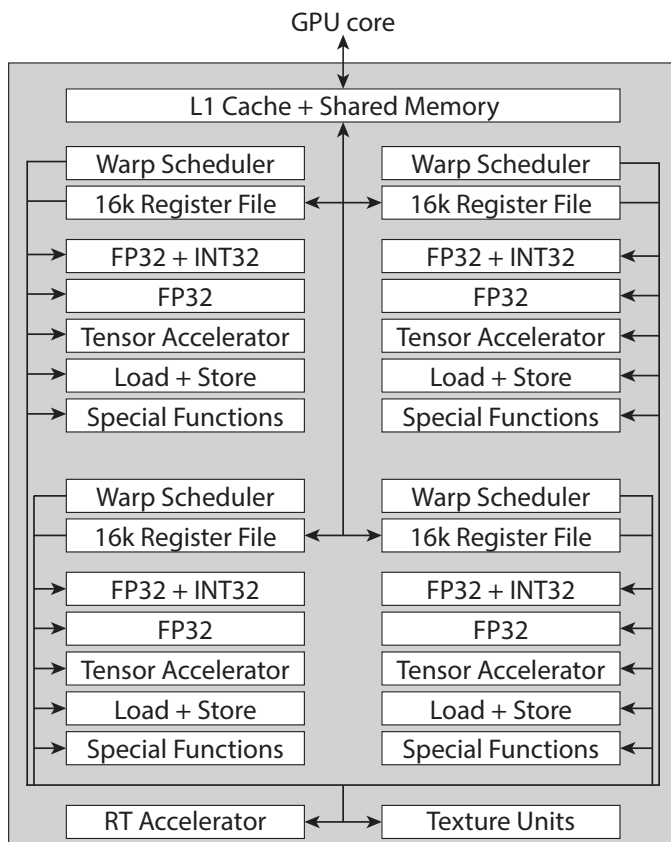 GPU core
L1 Cache + Shared Memory
Warp Scheduler
16k Register File
FP32 + INT32
FP32
Tensor Accelerator
Load + Store
Special Functions
Warp Scheduler
16k Register File
FP32 + INT32
FP32
Tensor Accelerator
Load + Store
Special Functions
Warp Scheduler
16k Register File
FP32 + INT32
FP32
Tensor Accelerator
Load + Store
Special Functions
Warp Scheduler
16k Register File
FP32 + INT32
FP32
Tensor Accelerator
Load + Store
Special Functions
RT Accelerator
Texture Units